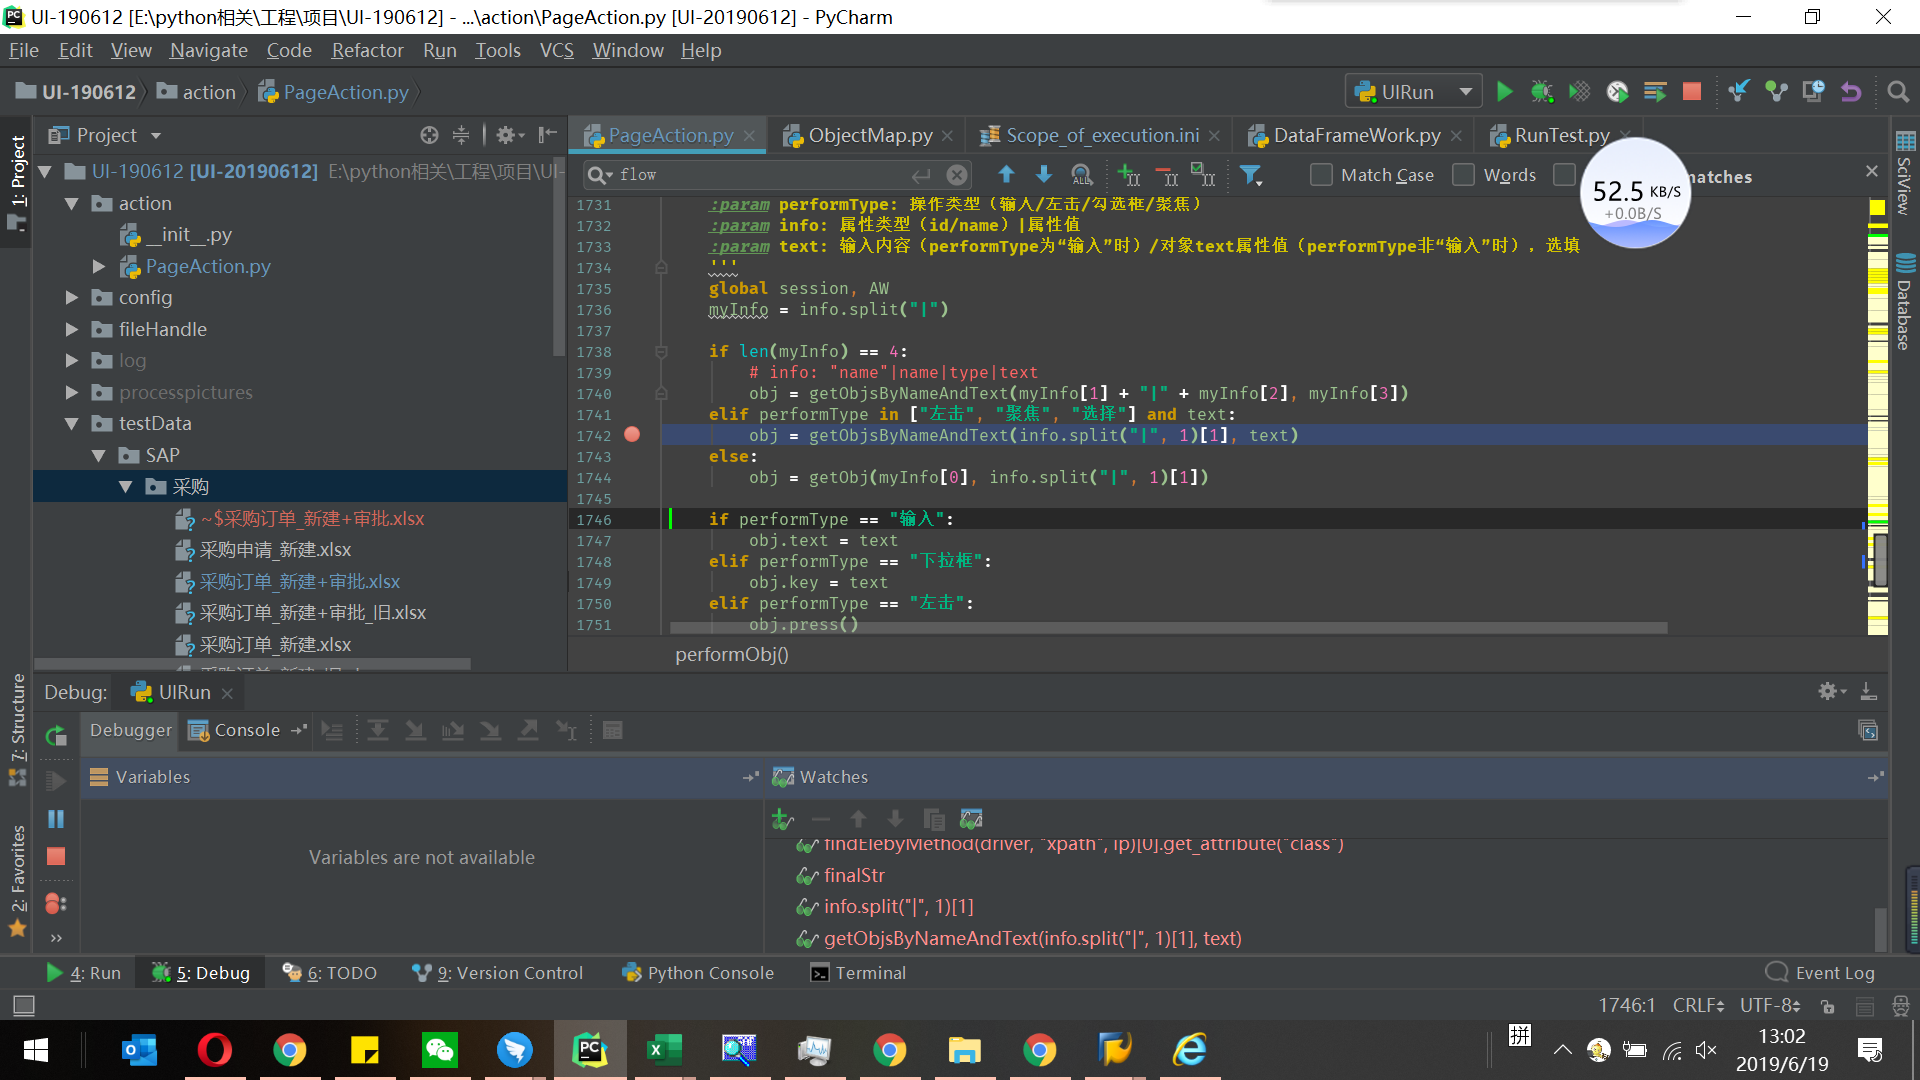 UI-190612 [E:\python相关\工程\项目\UI-190612] - ...\action\PageAction.py [UI-20190612] - PyCharm
File Edit View Navigate Code Refactor Run Tools VCS Window Help
UI-190612 action PageAction.py
UIRun
1: Project
Project
PageAction.py
ObjectMap.py
Scope_of_execution.ini
DataFrameWork.py
RunTest.py
UI-190612 [UI-20190612] E:\python相关\工程\项目\UI-
action
__init__.py
PageAction.py
config
fileHandle
log
processpictures
testData
SAP
采购
~$采购订单_新建+审批.xlsx
采购申请_新建.xlsx
采购订单_新建+审批.xlsx
采购订单_新建+审批_旧.xlsx
采购订单_新建.xlsx
flow
Match Case
Words
matches
52.5 KB/S
+0.0B/S
1731 :param performType: 操作类型（输入/左击/勾选框/聚焦）
1732 :param info: 属性类型（id/name）|属性值
1733 :param text: 输入内容（performType为“输入”时）/对象text属性值（performType非“输入”时），选填
1734 '''
1735 global session, AW
1736 myInfo = info.split("|")
1737
1738 if len(myInfo) == 4:
1739 # info: "name"|name|type|text
1740 obj = getObjsByNameAndText(myInfo[1] + "|" + myInfo[2], myInfo[3])
1741 elif performType in ["左击", "聚焦", "选择"] and text:
1742 obj = getObjsByNameAndText(info.split("|", 1)[1], text)
1743 else:
1744 obj = getObj(myInfo[0], info.split("|", 1)[1])
1745
1746 if performType == "输入":
1747 obj.text = text
1748 elif performType == "下拉框":
1749 obj.key = text
1750 elif performType == "左击":
1751 obj.press()
performObj()
SciView
Database
7: Structure
2: Favorites
Debug: UIRun
Debugger
Console
Variables
Watches
Variables are not available
findElebyMethod(driver, "xpath", ip)[0].get_attribute("class")
finalStr
info.split("|", 1)[1]
getObjsByNameAndText(info.split("|", 1)[1], text)
4: Run
5: Debug
6: TODO
9: Version Control
Python Console
Terminal
Event Log
1746:1 CRLF UTF-8
拼
13:02
2019/6/19